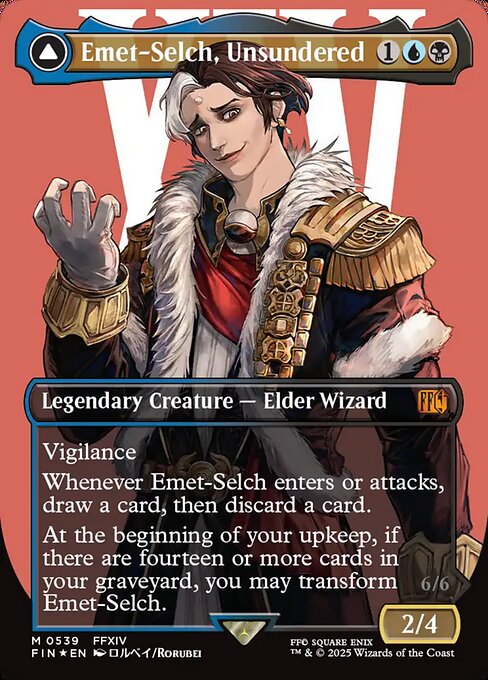 Emet-Selch, Unsundered 1
Legendary Creature — Elder Wizard
Vigilance
Whenever Emet-Selch enters or attacks,
draw a card, then discard a card.
At the beginning of your upkeep, if
there are fourteen or more cards in
your graveyard, you may transform
Emet-Selch.
6/6
2/4
M 0539 FFXIV
FIN★EN ロルベイ/RORUBEI
FF© SQUARE ENIX
™ & © 2025 Wizards of the Coast